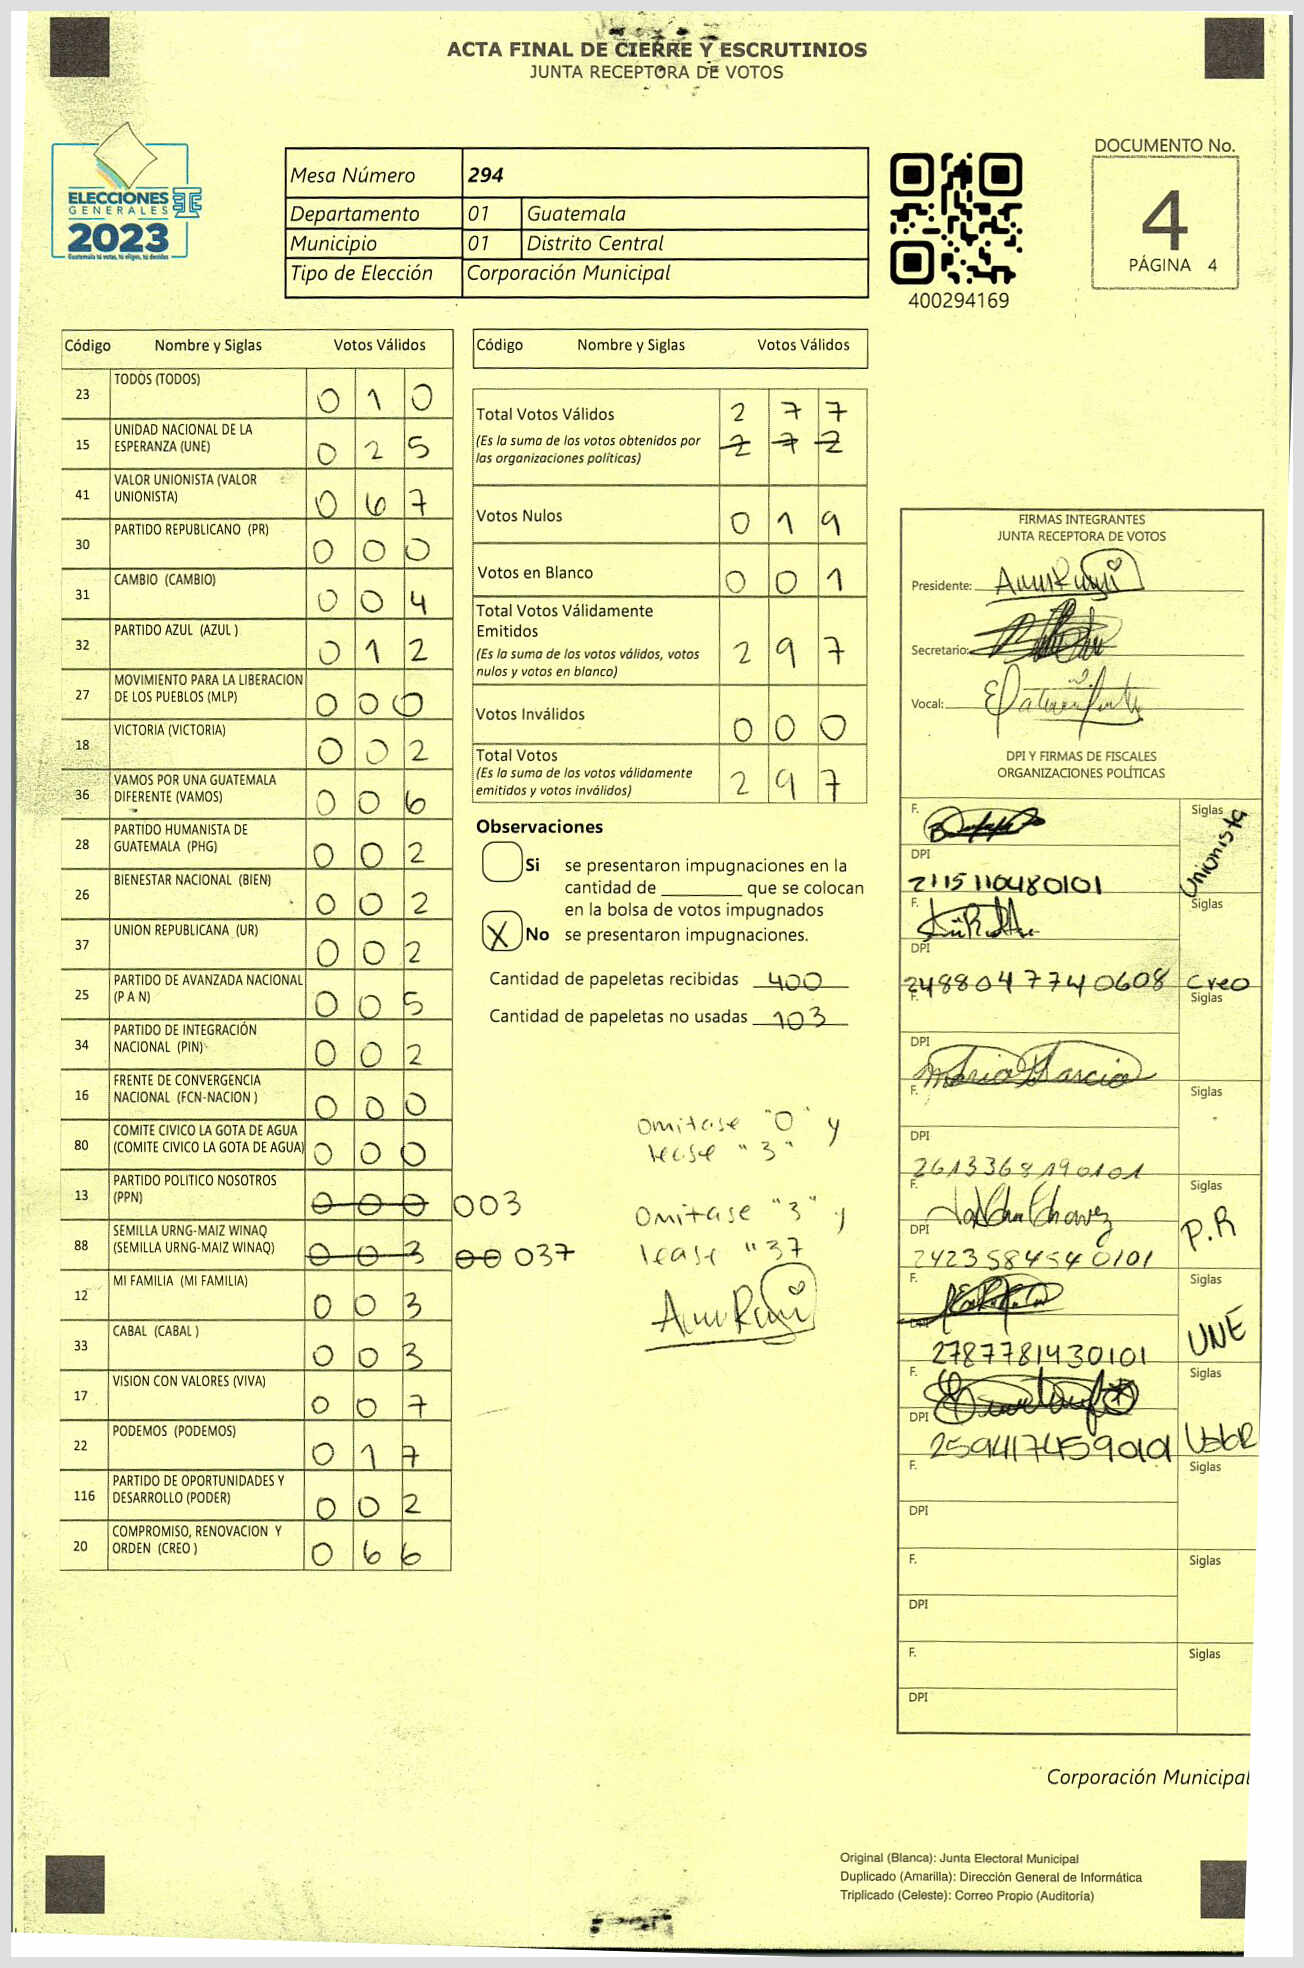 ACTA FINAL DE CIERRE Y ESCRUTINIOS
JUNTA RECEPTORA DE VOTOS
ELECCIONES
GENERALES
2023
Guatemala tú votas, tú eliges, tú decides
Mesa Número 294
Departamento 01 Guatemala
Municipio 01 Distrito Central
Tipo de Elección Corporación Municipal
400294169
DOCUMENTO No.
4
PÁGINA 4
Código Nombre y Siglas Votos Válidos
23 TODOS (TODOS) 0 1 0
15 UNIDAD NACIONAL DE LA ESPERANZA (UNE) 0 2 5
41 VALOR UNIONISTA (VALOR UNIONISTA) 0 6 7
30 PARTIDO REPUBLICANO (PR) 0 0 0
31 CAMBIO (CAMBIO) 0 0 4
32 PARTIDO AZUL (AZUL ) 0 1 2
27 MOVIMIENTO PARA LA LIBERACION DE LOS PUEBLOS (MLP) 0 0 0
18 VICTORIA (VICTORIA) 0 0 2
36 VAMOS POR UNA GUATEMALA DIFERENTE (VAMOS) 0 0 6
28 PARTIDO HUMANISTA DE GUATEMALA (PHG) 0 0 2
26 BIENESTAR NACIONAL (BIEN) 0 0 2
37 UNION REPUBLICANA (UR) 0 0 2
25 PARTIDO DE AVANZADA NACIONAL (P A N) 0 0 5
34 PARTIDO DE INTEGRACIÓN NACIONAL (PIN) 0 0 2
16 FRENTE DE CONVERGENCIA NACIONAL (FCN-NACION ) 0 0 0
80 COMITE CIVICO LA GOTA DE AGUA (COMITE CIVICO LA GOTA DE AGUA) 0 0 0
13 PARTIDO POLITICO NOSOTROS (PPN) 0 0 0 003
88 SEMILLA URNG-MAIZ WINAQ (SEMILLA URNG-MAIZ WINAQ) 0 0 3 00 037
12 MI FAMILIA (MI FAMILIA) 0 0 3
33 CABAL (CABAL ) 0 0 3
17 VISION CON VALORES (VIVA) 0 0 7
22 PODEMOS (PODEMOS) 0 1 7
116 PARTIDO DE OPORTUNIDADES Y DESARROLLO (PODER) 0 0 2
20 COMPROMISO, RENOVACION Y ORDEN (CREO ) 0 6 6
Código Nombre y Siglas Votos Válidos
Total Votos Válidos 2 7 7
(Es la suma de los votos obtenidos por las organizaciones políticas) 2 7 2
Votos Nulos 0 1 9
Votos en Blanco 0 0 1
Total Votos Válidamente Emitidos
(Es la suma de los votos válidos, votos nulos y votos en blanco) 2 9 7
Votos Inválidos 0 0 0
Total Votos
(Es la suma de los votos válidamente emitidos y votos inválidos) 2 9 7
Observaciones
Si se presentaron impugnaciones en la
cantidad de ________ que se colocan
en la bolsa de votos impugnados
X No se presentaron impugnaciones.
Cantidad de papeletas recibidas 400
Cantidad de papeletas no usadas 103
Omitase "0" y
lease "3"
Omitase "3" y
lease "37
FIRMAS INTEGRANTES
JUNTA RECEPTORA DE VOTOS
Presidente:
Secretario:
Vocal:
DPI Y FIRMAS DE FISCALES
ORGANIZACIONES POLÍTICAS
F. Siglas
Unionista
DPI
2115110480101
F. Siglas
DPI
2488047740608 Creo
F. Siglas
DPI
Maria Garcia
F. Siglas
DPI
2613368190101
F. Siglas
Chavez P.R
DPI
2423584540101
F. Siglas
DPI UNE
2787781430101
F. Siglas
DPI
2594174590101 Valor
F. Siglas
DPI
F. Siglas
DPI
F. Siglas
DPI
Corporación Municipal
Original (Blanca): Junta Electoral Municipal
Duplicado (Amarilla): Dirección General de Informática
Triplicado (Celeste): Correo Propio (Auditoría)